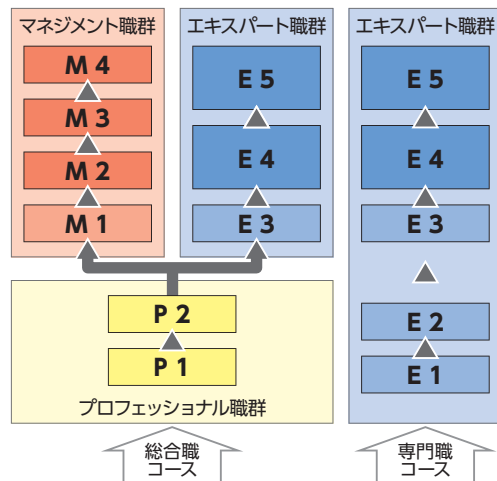 マネジメント職群
M 4
M 3
M 2
M 1
エキスパート職群
E 5
E 4
E 3
プロフェッショナル職群
P 2
P 1
総合職
コース
エキスパート職群
E 5
E 4
E 3
E 2
E 1
専門職
コース